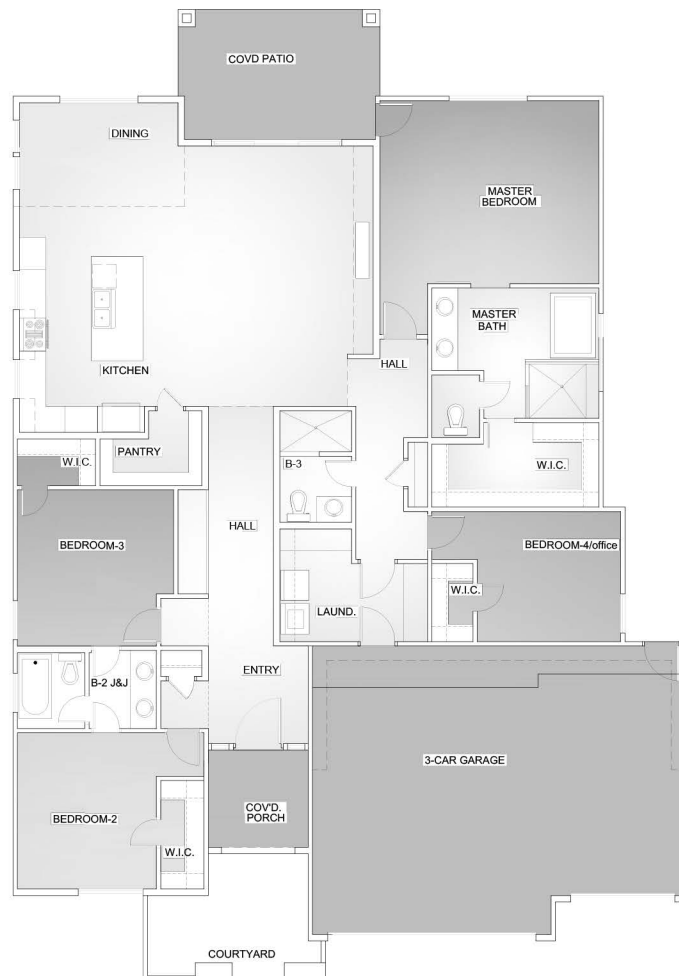 COVD PATIO
DINING
MASTER
BEDROOM
MASTER
BATH
HALL
KITCHEN
PANTRY
W.I.C.
B-3
W.I.C.
HALL
BEDROOM-3
BEDROOM-4/office
W.I.C.
LAUND.
ENTRY
B-2 J&J
3-CAR GARAGE
COV'D.
PORCH
BEDROOM-2
W.I.C.
COURTYARD